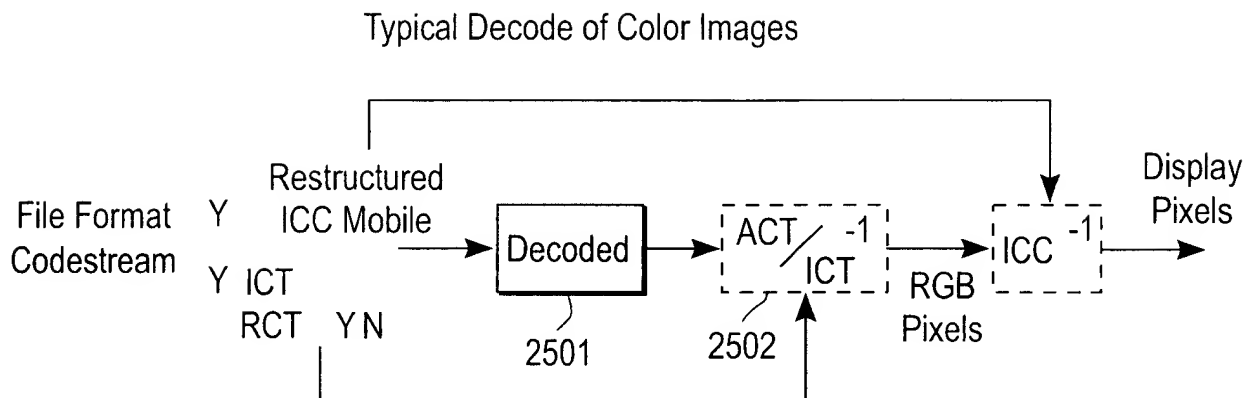 Typical Decode of Color Images
File Format
Codestream
Y
Restructured
ICC Mobile
Y ICT
RCT Y N
Decoded
2501
ACT / ICT -1
2502
RGB
Pixels
ICC -1
Display
Pixels